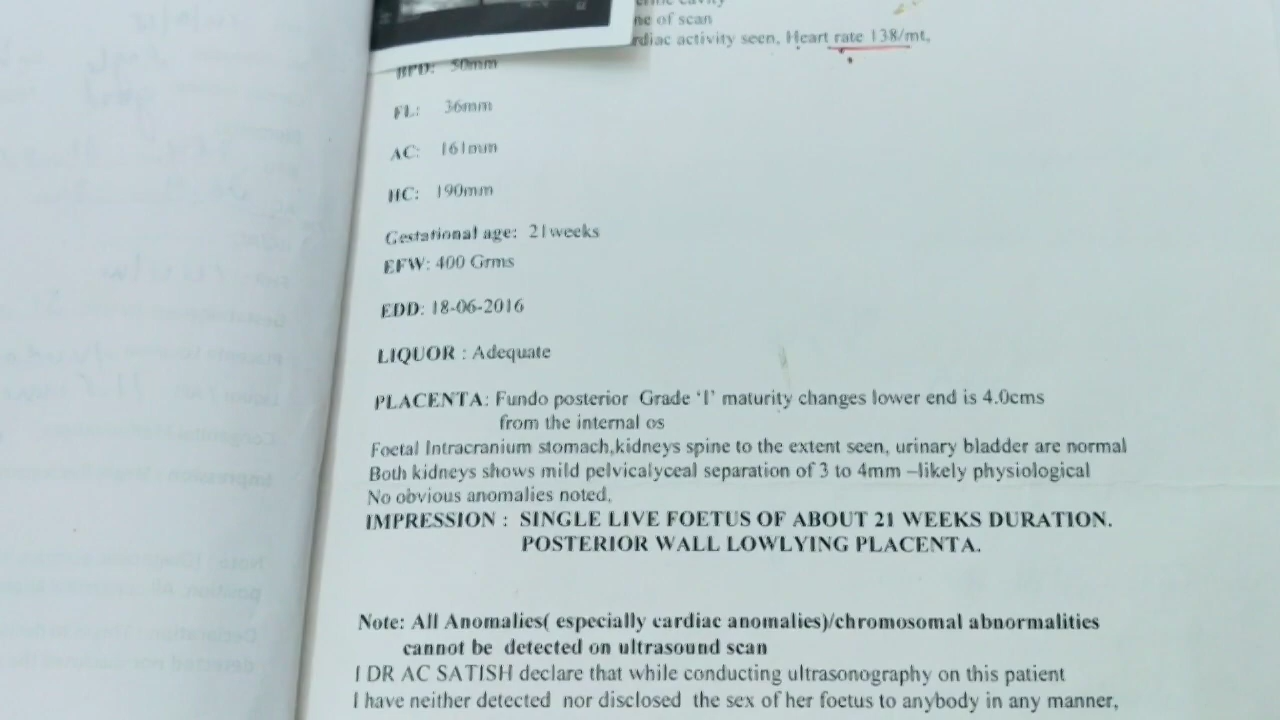 ne of scan
rdiac activity seen, Heart rate 138/mt,
BPD: 50mm
FL: 36mm
AC: 161mm
HC: 190mm
Gestational age: 21weeks
EFW: 400 Grms
EDD: 18-06-2016
LIQUOR : Adequate
PLACENTA: Fundo posterior Grade ‘I’ maturity changes lower end is 4.0cms
from the internal os
Foetal Intracranium stomach,kidneys spine to the extent seen, urinary bladder are normal
Both kidneys shows mild pelvicalyceal separation of 3 to 4mm –likely physiological
No obvious anomalies noted,
IMPRESSION : SINGLE LIVE FOETUS OF ABOUT 21 WEEKS DURATION.
POSTERIOR WALL LOWLYING PLACENTA.
Note: All Anomalies( especially cardiac anomalies)/chromosomal abnormalities
cannot be detected on ultrasound scan
I DR AC SATISH declare that while conducting ultrasonography on this patient
I have neither detected nor disclosed the sex of her foetus to anybody in any manner,